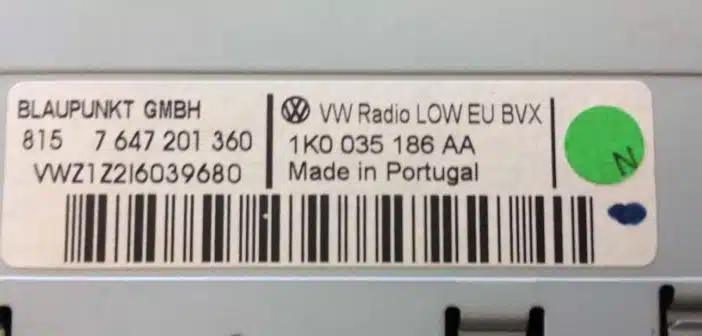 BLAUPUNKT GMBH
815 7 647 201 360
VWZ1Z2I6039680
VW Radio LOW EU BVX
1K0 035 186 AA
Made in Portugal
N